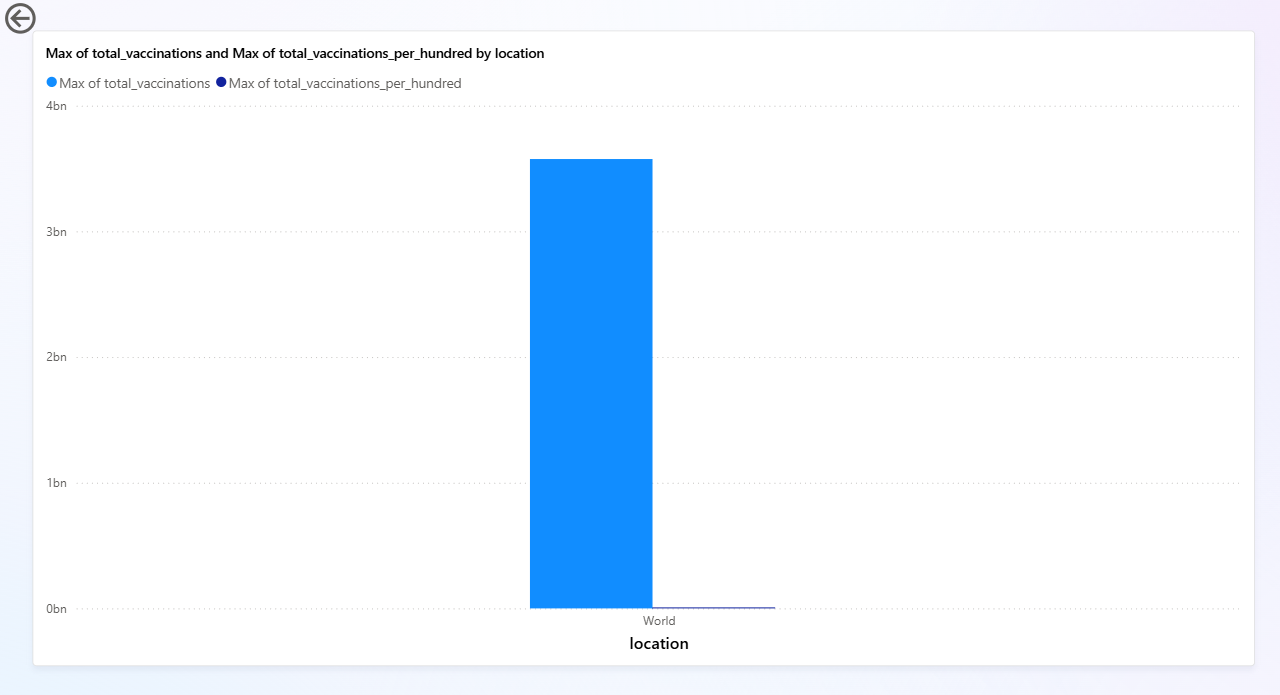 Max of total_vaccinations and Max of total_vaccinations_per_hundred by location
Max of total_vaccinations Max of total_vaccinations_per_hundred
4bn
3bn
2bn
1bn
0bn
World
location